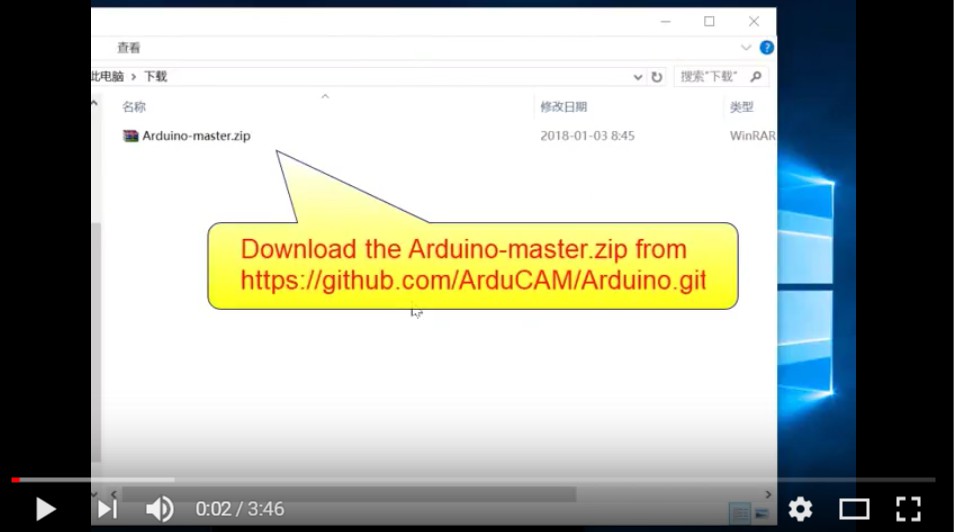 查看
此电脑 › 下载
搜索"下载"
名称 修改日期 类型
Arduino-master.zip 2018-01-03 8:45 WinRAR
Download the Arduino-master.zip from
https://github.com/ArduCAM/Arduino.git
0:02 / 3:46